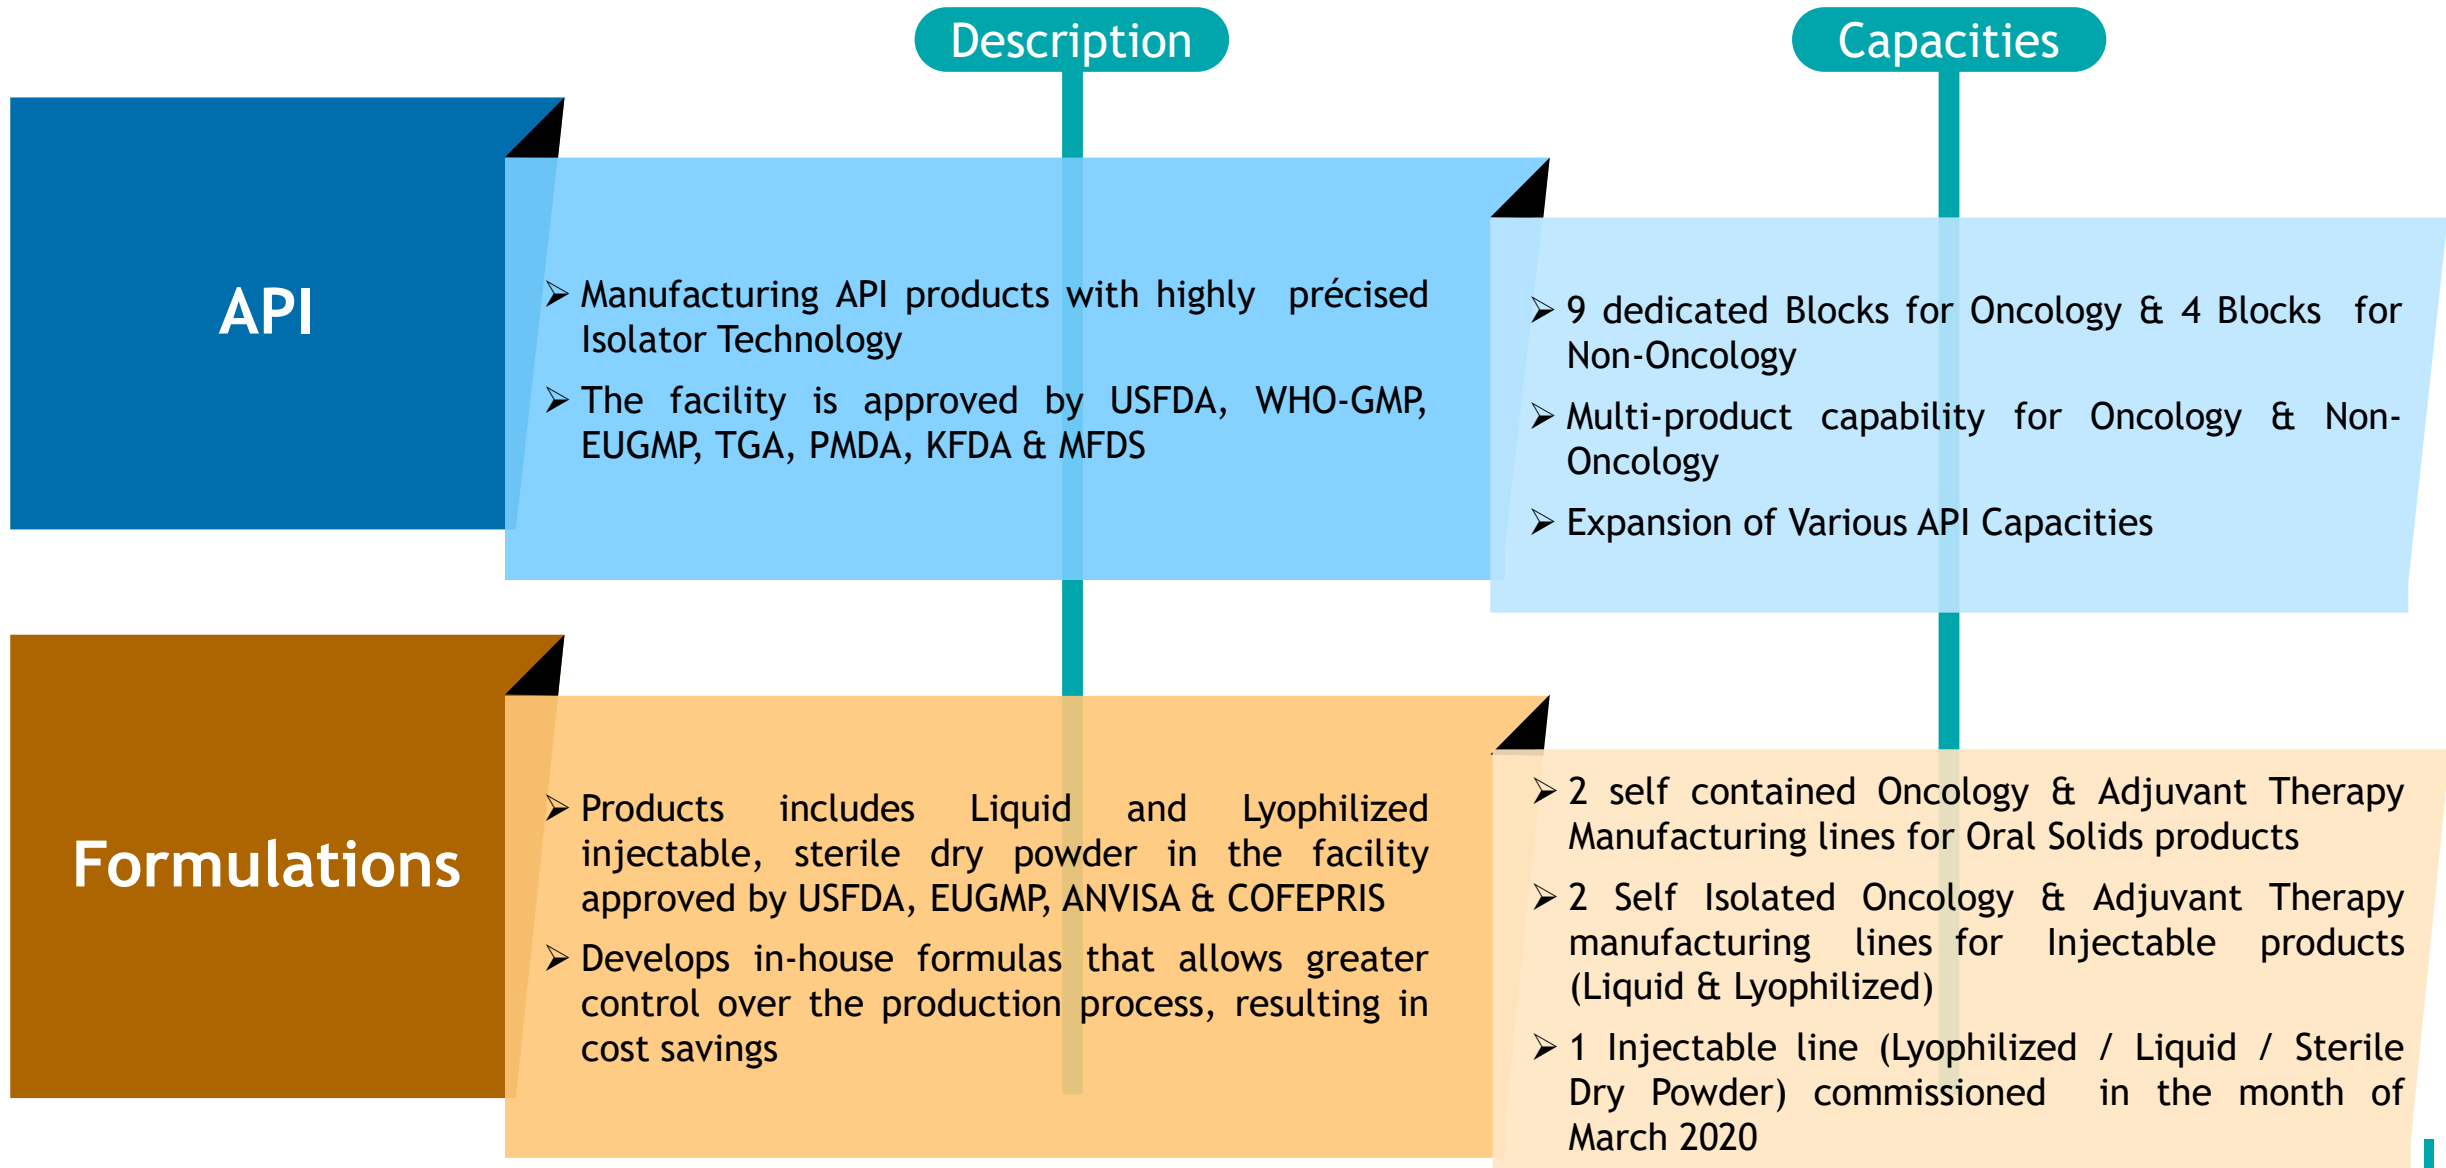 Description
Capacities
API
➢ Manufacturing API products with highly précised
Isolator Technology
➢ The facility is approved by USFDA, WHO-GMP,
EUGMP, TGA, PMDA, KFDA & MFDS
➢ 9 dedicated Blocks for Oncology & 4 Blocks for
Non-Oncology
➢ Multi-product capability for Oncology & Non-
Oncology
➢ Expansion of Various API Capacities
Formulations
➢ Products includes Liquid and Lyophilized
injectable, sterile dry powder in the facility
approved by USFDA, EUGMP, ANVISA & COFEPRIS
➢ Develops in-house formulas that allows greater
control over the production process, resulting in
cost savings
➢ 2 self contained Oncology & Adjuvant Therapy
Manufacturing lines for Oral Solids products
➢ 2 Self Isolated Oncology & Adjuvant Therapy
manufacturing lines for Injectable products
(Liquid & Lyophilized)
➢ 1 Injectable line (Lyophilized / Liquid / Sterile
Dry Powder) commissioned in the month of
March 2020